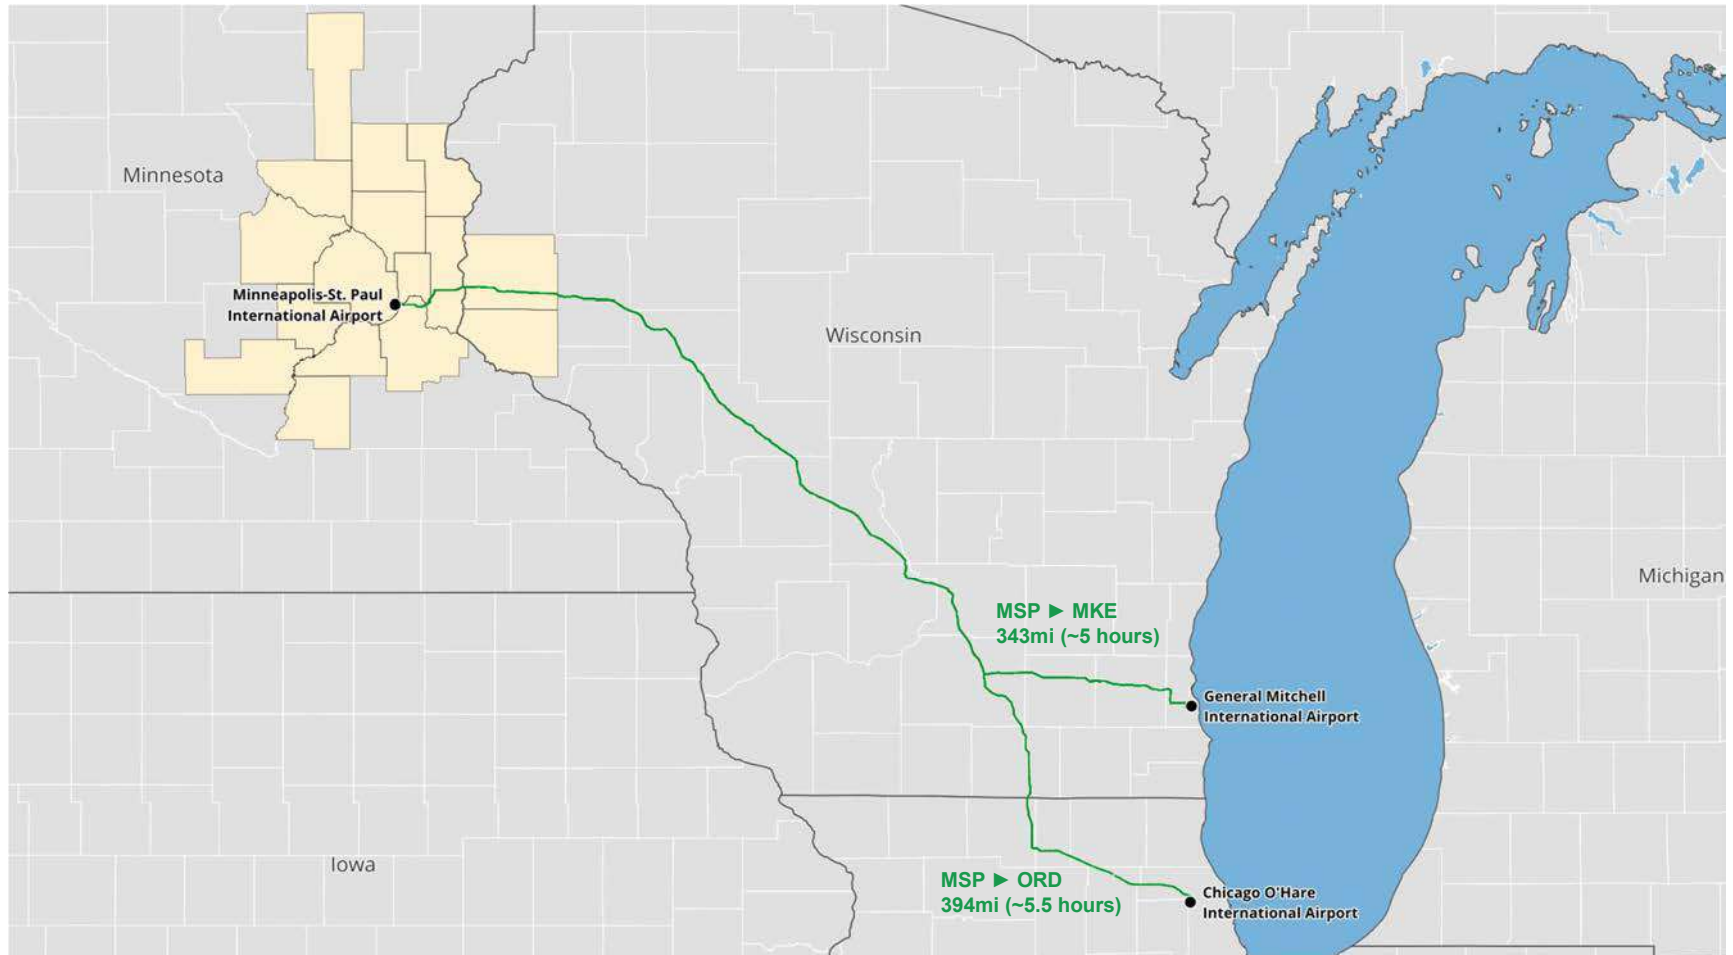 Minnesota
Minneapolis-St. Paul
International Airport
Wisconsin
Michigan
MSP ► MKE
343mi (~5 hours)
General Mitchell
International Airport
Iowa
MSP ► ORD
394mi (~5.5 hours)
Chicago O'Hare
International Airport